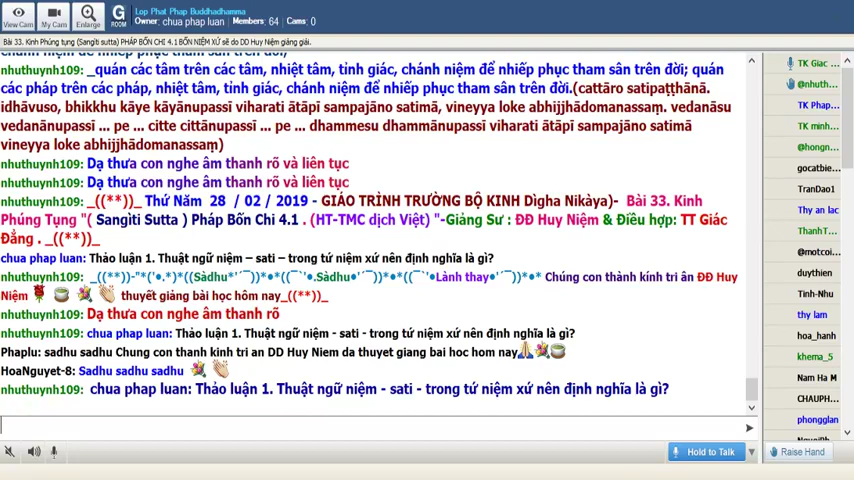 Lop Phat Phap Buddhadhamma
Owner: chua phap luan | Members: 64 | Cams: 0
View Cam My Cam Enlarge G ROOM
Bài 33. Kinh Phúng tụng (Sangīti sutta) PHÁP BỐN CHI 4.1 BỐN NIỆM XỨ sẽ do DD Huy Niệm giảng giải.
nhuthuynh109: _quán các tâm trên các tâm, nhiệt tâm, tỉnh giác, chánh niệm để nhiếp phục tham sân trên đời; quán
các pháp trên các pháp, nhiệt tâm, tỉnh giác, chánh niệm để nhiếp phục tham sân trên đời.(cattāro satipaṭṭhānā.
idhāvuso, bhikkhu kāye kāyānupassī viharati ātāpī sampajāno satimā, vineyya loke abhijjhādomanassaṃ. vedanāsu
vedanānupassī ... pe ... citte cittānupassī ... pe ... dhammesu dhammānupassī viharati ātāpī sampajāno satimā
vineyya loke abhijjhādomanassaṃ)
nhuthuynh109: Dạ thưa con nghe âm thanh rõ và liên tục
nhuthuynh109: Dạ thưa con nghe âm thanh rõ và liên tục
nhuthuynh109: _((**))_ Thứ Năm 28 / 02 / 2019 - GIÁO TRÌNH TRƯỜNG BỘ KINH Dìgha Nikàya)- Bài 33. Kinh
Phúng Tụng "( Sangìti Sutta ) Pháp Bốn Chi 4.1 . (HT-TMC dịch Việt) "-Giảng Sư : ĐĐ Huy Niệm & Điều hợp: TT Giác
Đẳng . _((**))_
chua phap luan: Thảo luận 1. Thuật ngữ niệm – sati – trong tứ niệm xứ nên định nghĩa là gì?
nhuthuynh109: _((**))-"*('•.*)*((Sàdhu*'´¯))*•*((¯`'•.Sàdhu•'´¯))*•*((¯`'•Lành thay•'´¯))*•* Chúng con thành kính tri ân ĐĐ Huy
Niệm thuyết giảng bài học hôm nay_((**))_
nhuthuynh109: Dạ thưa con nghe âm thanh rõ
nhuthuynh109: chua phap luan: Thảo luận 1. Thuật ngữ niệm - sati - trong tứ niệm xứ nên định nghĩa là gì?
Phaplu: sadhu sadhu Chung con thanh kinh tri an DD Huy Niem da thuyet giang bai hoc hom nay
HoaNguyet-8: Sadhu sadhu sadhu
nhuthuynh109: chua phap luan: Thảo luận 1. Thuật ngữ niệm - sati - trong tứ niệm xứ nên định nghĩa là gì?
Hold to Talk
TK Giac ...
@nhuth...
TK Phap...
TK minh...
@hongn...
gocatbie...
TranDao1
Thy an lac
ThanhT...
@motcoi...
duythien
Tinh-Nhu
thy lam
hoa_hanh
khema_5
Nam Ha M
CHAUPH...
phongglan
Raise Hand